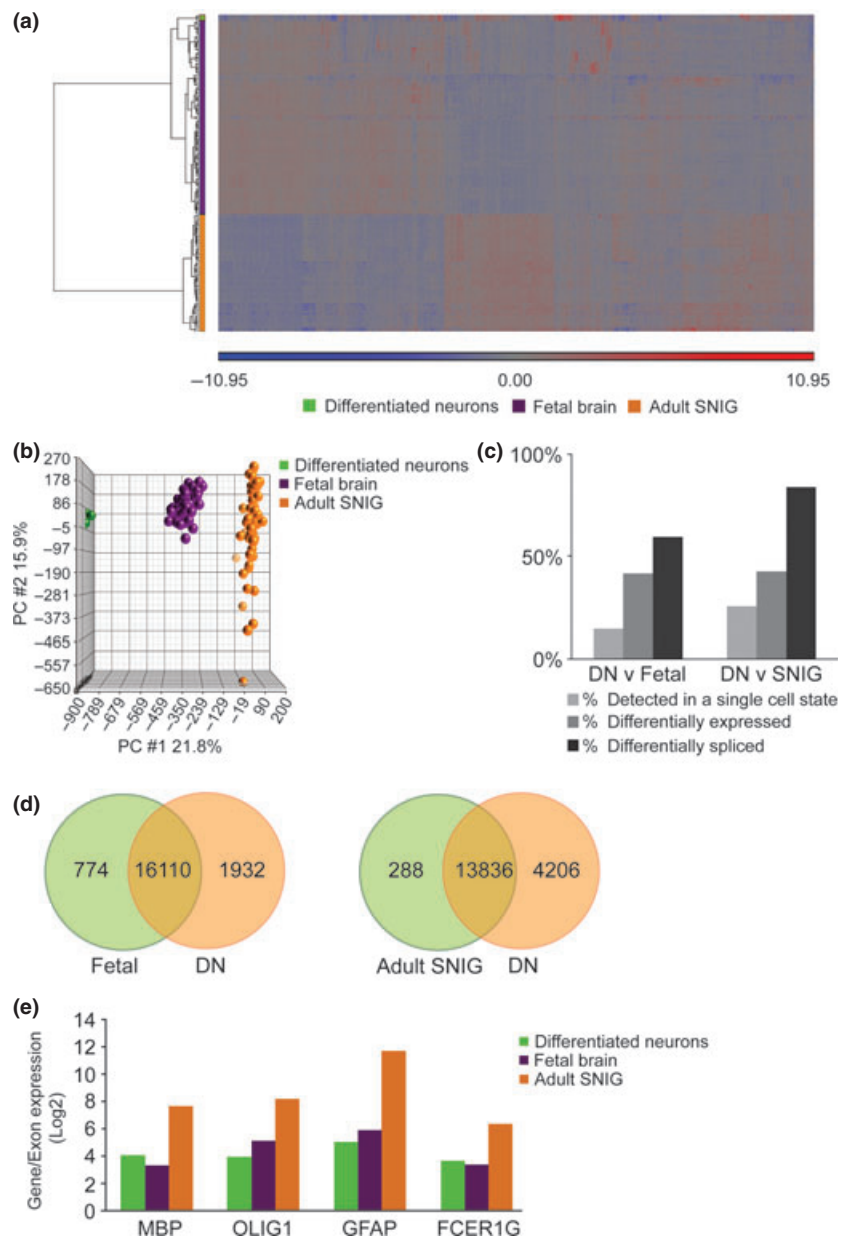 (a)
−10.95 0.00 10.95
Differentiated neurons Fetal brain Adult SNIG
(b)
270
178
86
−5
−97
−190
−281
−373
−465
−557
−650
PC #2 15.9%
−900
−789
−679
−569
−459
−350
−239
−129
−19
90
200
PC #1 21.8%
Differentiated neurons
Fetal brain
Adult SNIG
(c)
100%
50%
0%
DN v Fetal DN v SNIG
% Detected in a single cell state
% Differentially expressed
% Differentially spliced
(d)
774 16110 1932
Fetal DN
288 13836 4206
Adult SNIG DN
(e)
Gene/Exon expression
(Log2)
14
12
10
8
6
4
2
0
MBP OLIG1 GFAP FCER1G
Differentiated neurons
Fetal brain
Adult SNIG